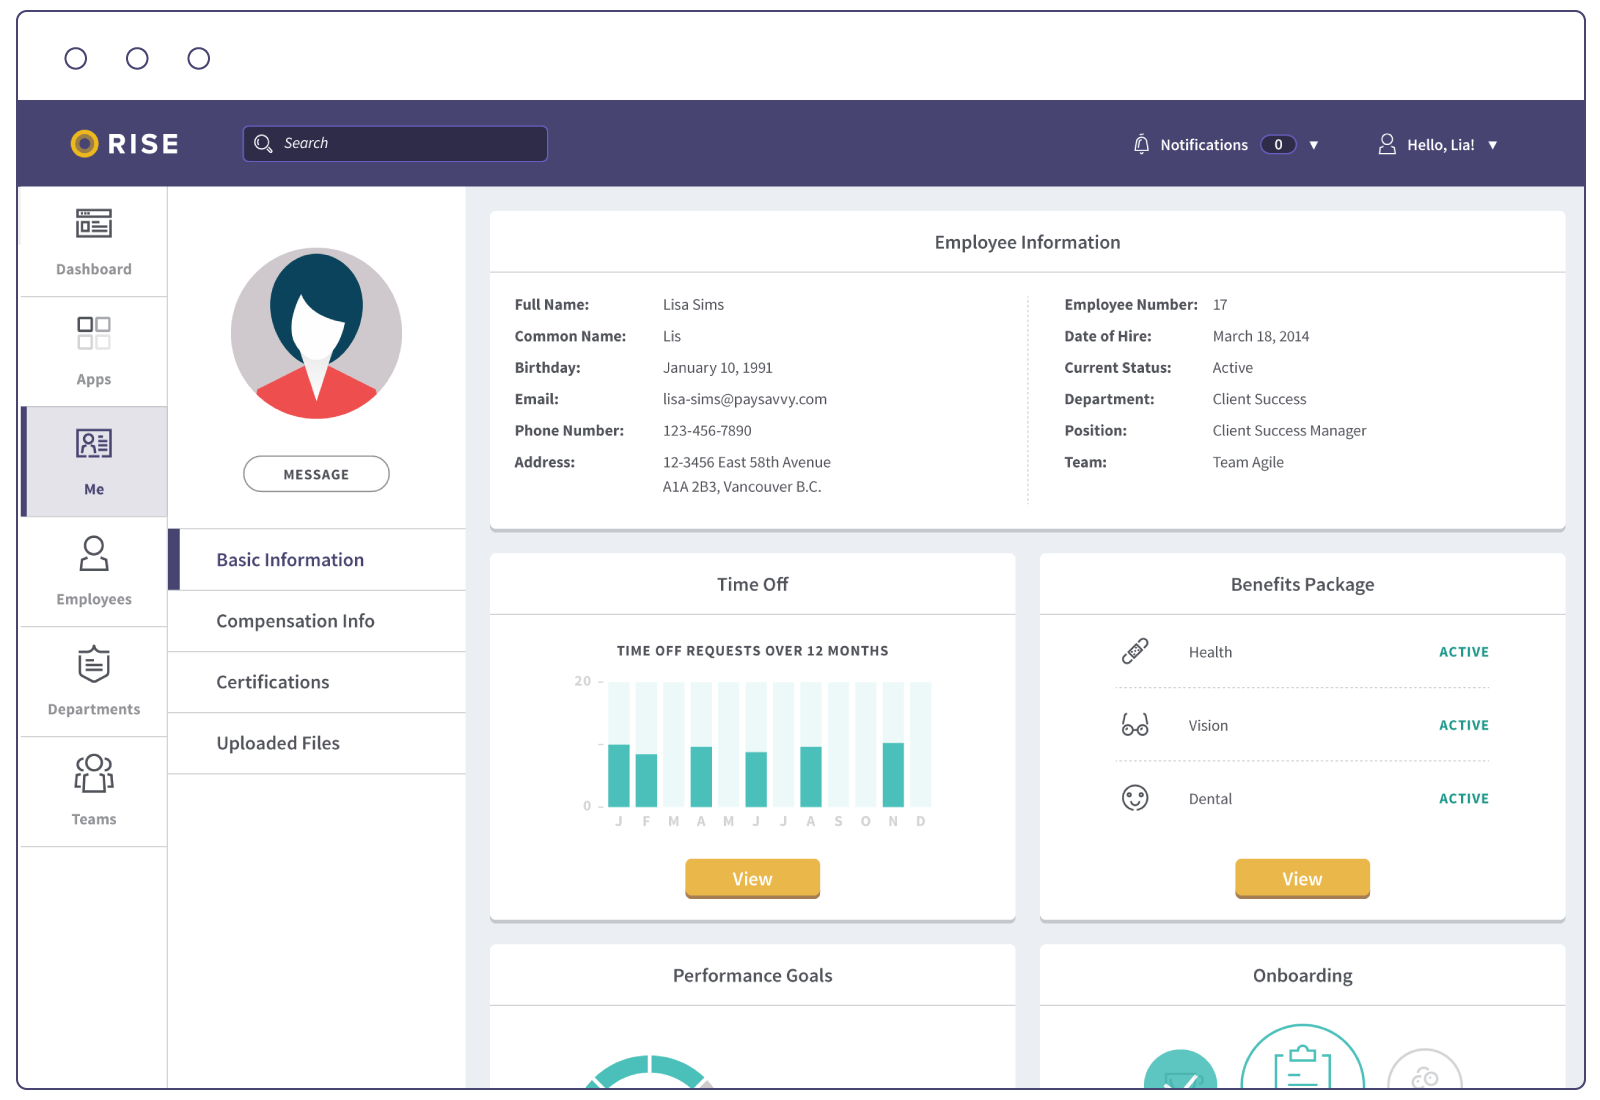 RISE
Search
Notifications 0 ▼
Hello, Lia! ▼
Dashboard
Apps
Me
Employees
Departments
Teams
MESSAGE
Basic Information
Compensation Info
Certifications
Uploaded Files
Employee Information
Full Name: Lisa Sims
Common Name: Lis
Birthday: January 10, 1991
Email: lisa-sims@paysavvy.com
Phone Number: 123-456-7890
Address: 12-3456 East 58th Avenue
A1A 2B3, Vancouver B.C.
Employee Number: 17
Date of Hire: March 18, 2014
Current Status: Active
Department: Client Success
Position: Client Success Manager
Team: Team Agile
Time Off
TIME OFF REQUESTS OVER 12 MONTHS
20
0
J F M A M J J A S O N D
View
Benefits Package
Health ACTIVE
Vision ACTIVE
Dental ACTIVE
View
Performance Goals
Onboarding